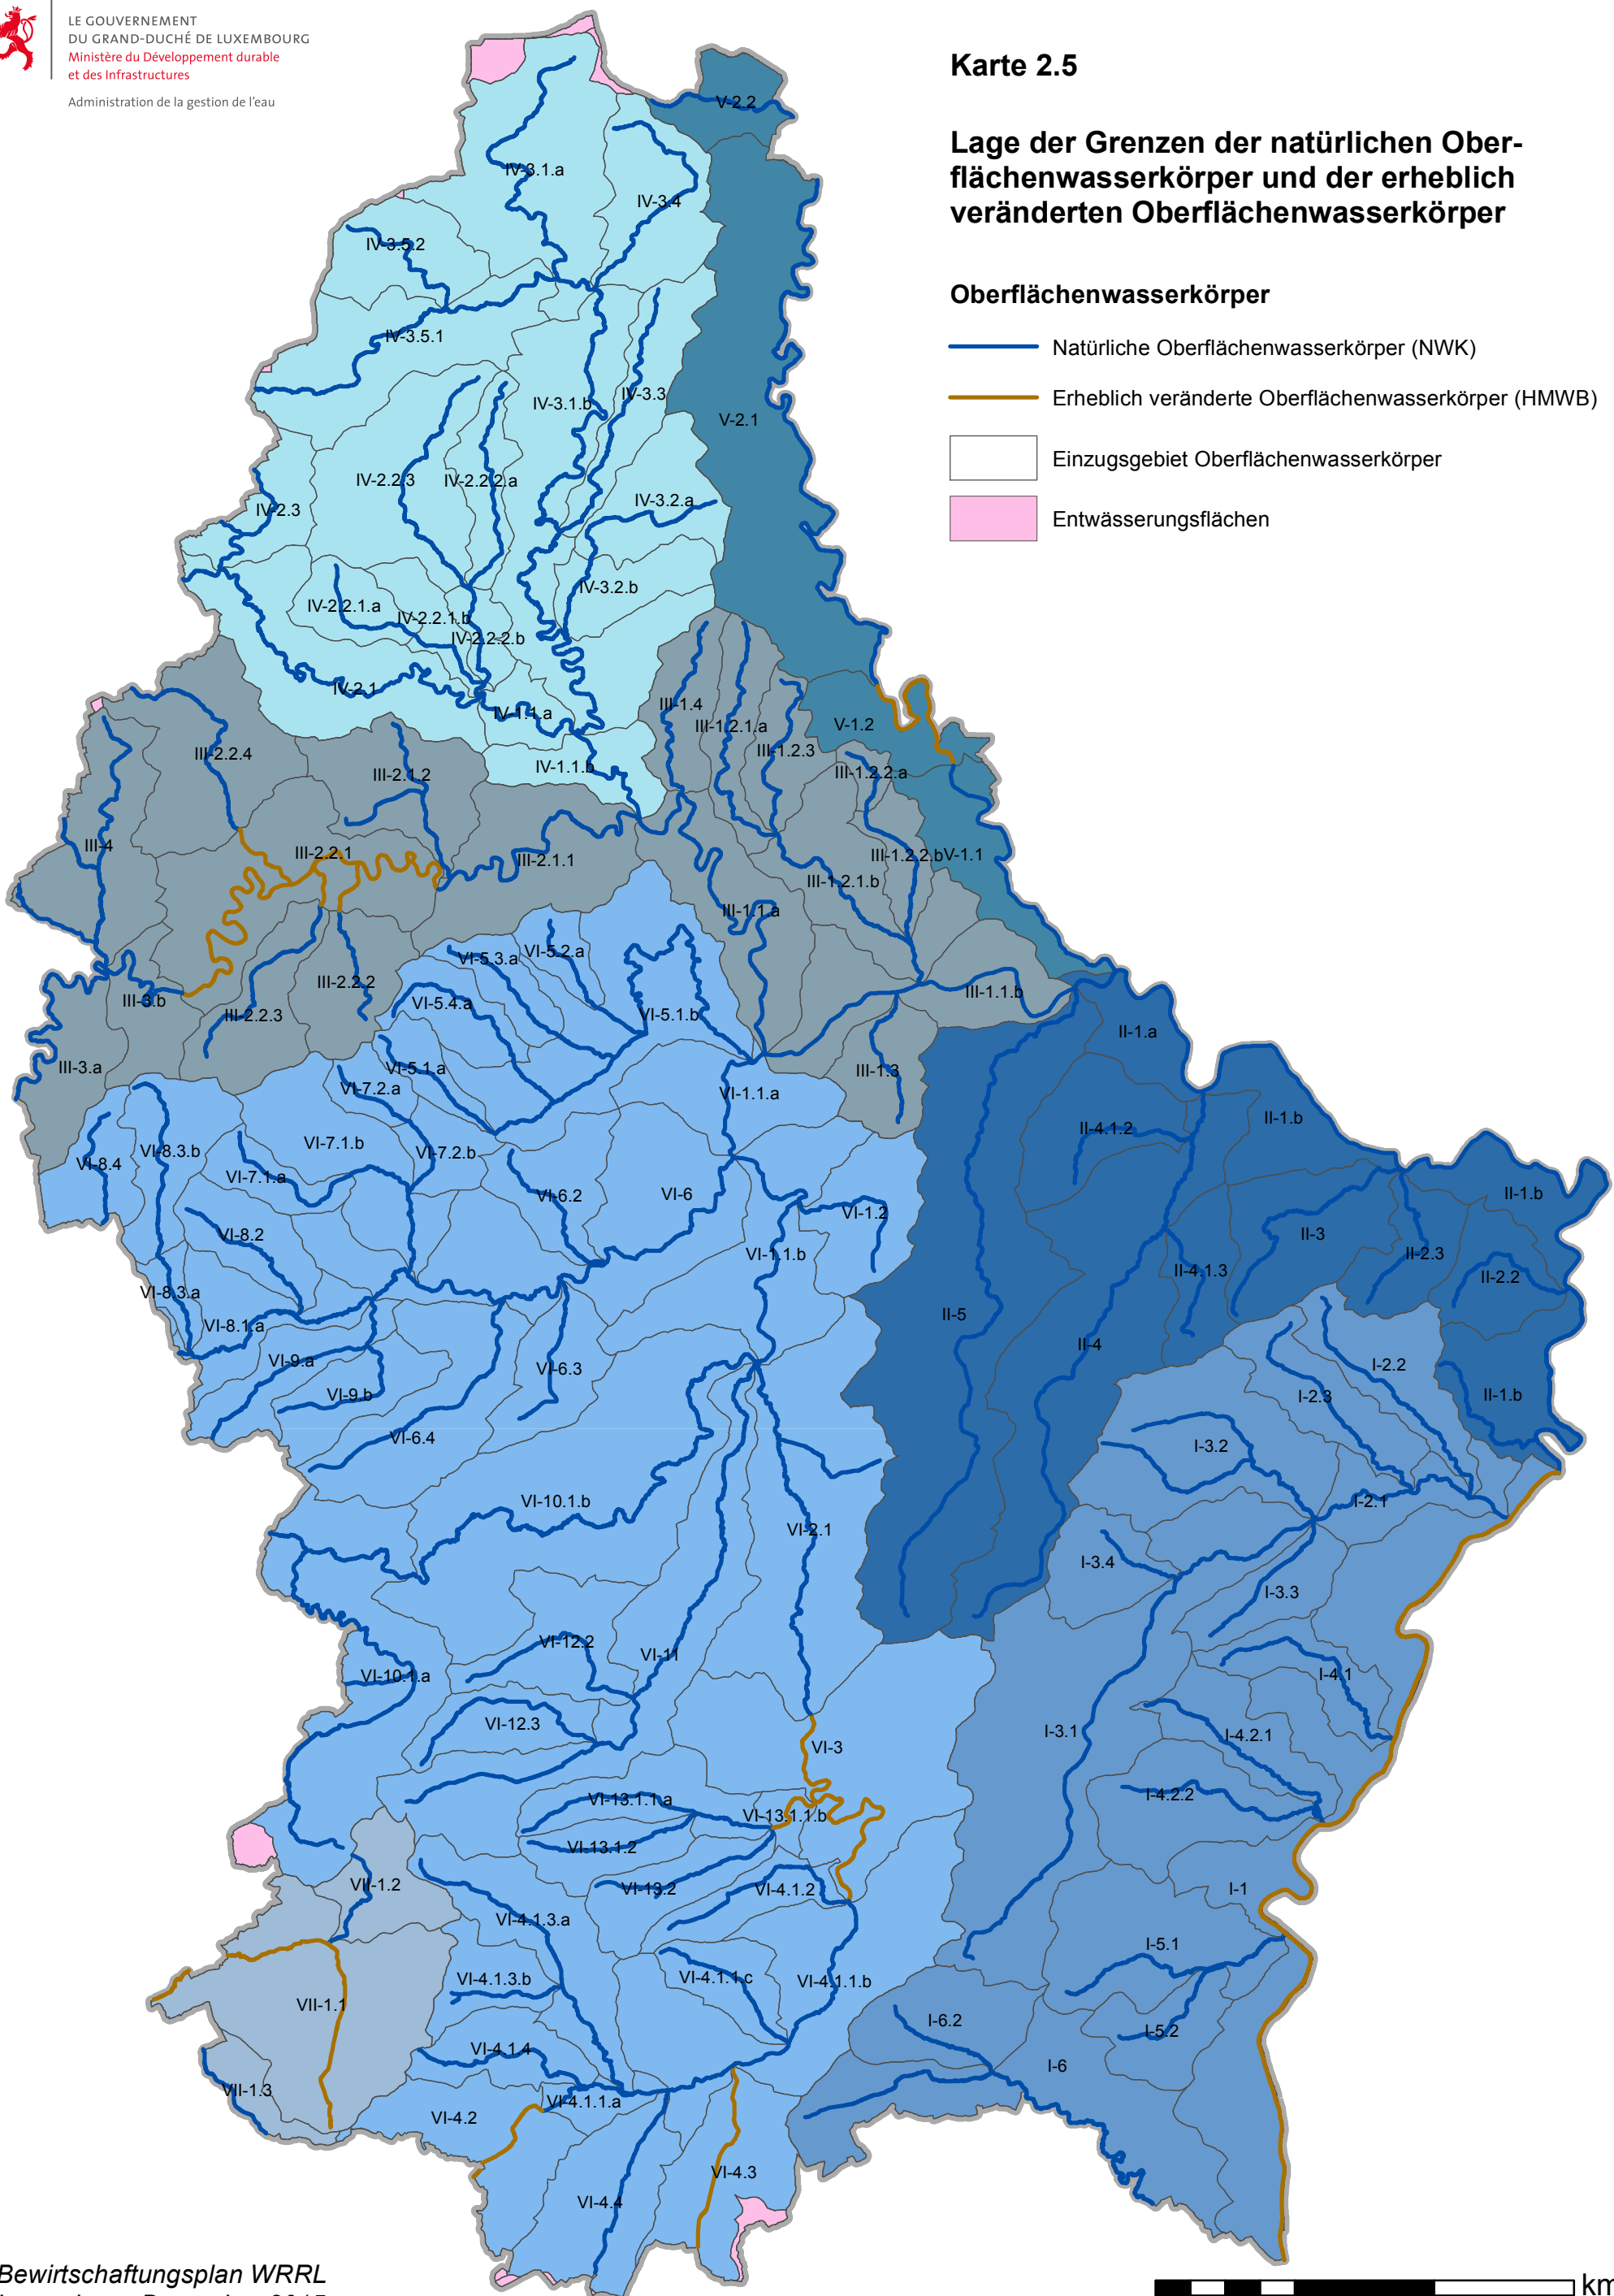 LE GOUVERNEMENT
DU GRAND-DUCHÉ DE LUXEMBOURG
Ministère du Développement durable
et des Infrastructures
Administration de la gestion de l'eau
Karte 2.5
Lage der Grenzen der natürlichen Ober-
flächenwasserkörper und der erheblich
veränderten Oberflächenwasserkörper
Oberflächenwasserkörper
Natürliche Oberflächenwasserkörper (NWK)
Erheblich veränderte Oberflächenwasserkörper (HMWB)
Einzugsgebiet Oberflächenwasserkörper
Entwässerungsflächen
V-2.2
IV-3.1.a
IV-3.4
IV-3.5.2
IV-3.5.1
IV-3.3
IV-3.1.b
V-2.1
IV-2.2.3
IV-2.2.2.a
IV-3.2.a
IV-2.3
IV-3.2.b
IV-2.2.1.a
IV-2.2.1.b
IV-2.2.2.b
IV-2.1
III-1.4
IV-1.1.a
III-1.2.1.a
V-1.2
III-2.2.4
III-1.2.3
IV-1.1.b
III-1.2.2.a
III-2.1.2
III-4
III-2.2.1
III-2.1.1
III-1.2.2.b
V-1.1
III-1.2.1.b
III-1.1.a
VI-5.3.a
VI-5.2.a
III-2.2.2
III-1.1.b
III-3.b
VI-5.4.a
III-2.2.3
VI-5.1.b
II-1.a
III-3.a
VI-5.1.a
III-1.3
VI-7.2.a
VI-1.1.a
II-1.b
II-4.1.2
VI-7.1.b
VI-8.3.b
VI-7.2.b
VI-8.4
VI-7.1.a
VI-6.2
VI-6
II-1.b
VI-1.2
VI-8.2
II-3
VI-1.1.b
II-2.3
II-4.1.3
II-2.2
VI-8.3.a
II-5
VI-8.1.a
II-4
VI-9.a
I-2.2
VI-6.3
VI-9.b
I-2.3
II-1.b
VI-6.4
I-3.2
VI-10.1.b
I-2.1
VI-2.1
I-3.4
I-3.3
VI-12.2
VI-11
VI-10.1.a
I-4.1
VI-12.3
I-3.1
I-4.2.1
VI-3
I-4.2.2
VI-13.1.1.a
VI-13.1.1.b
VI-13.1.2
VII-1.2
VI-13.2
VI-4.1.2
I-1
VI-4.1.3.a
I-5.1
VI-4.1.3.b
VI-4.1.1.c
VI-4.1.1.b
VII-1.1
I-6.2
I-5.2
VI-4.1.4
I-6
VII-1.3
VI-4.1.1.a
VI-4.2
VI-4.3
VI-4.4
Bewirtschaftungsplan WRRL
km